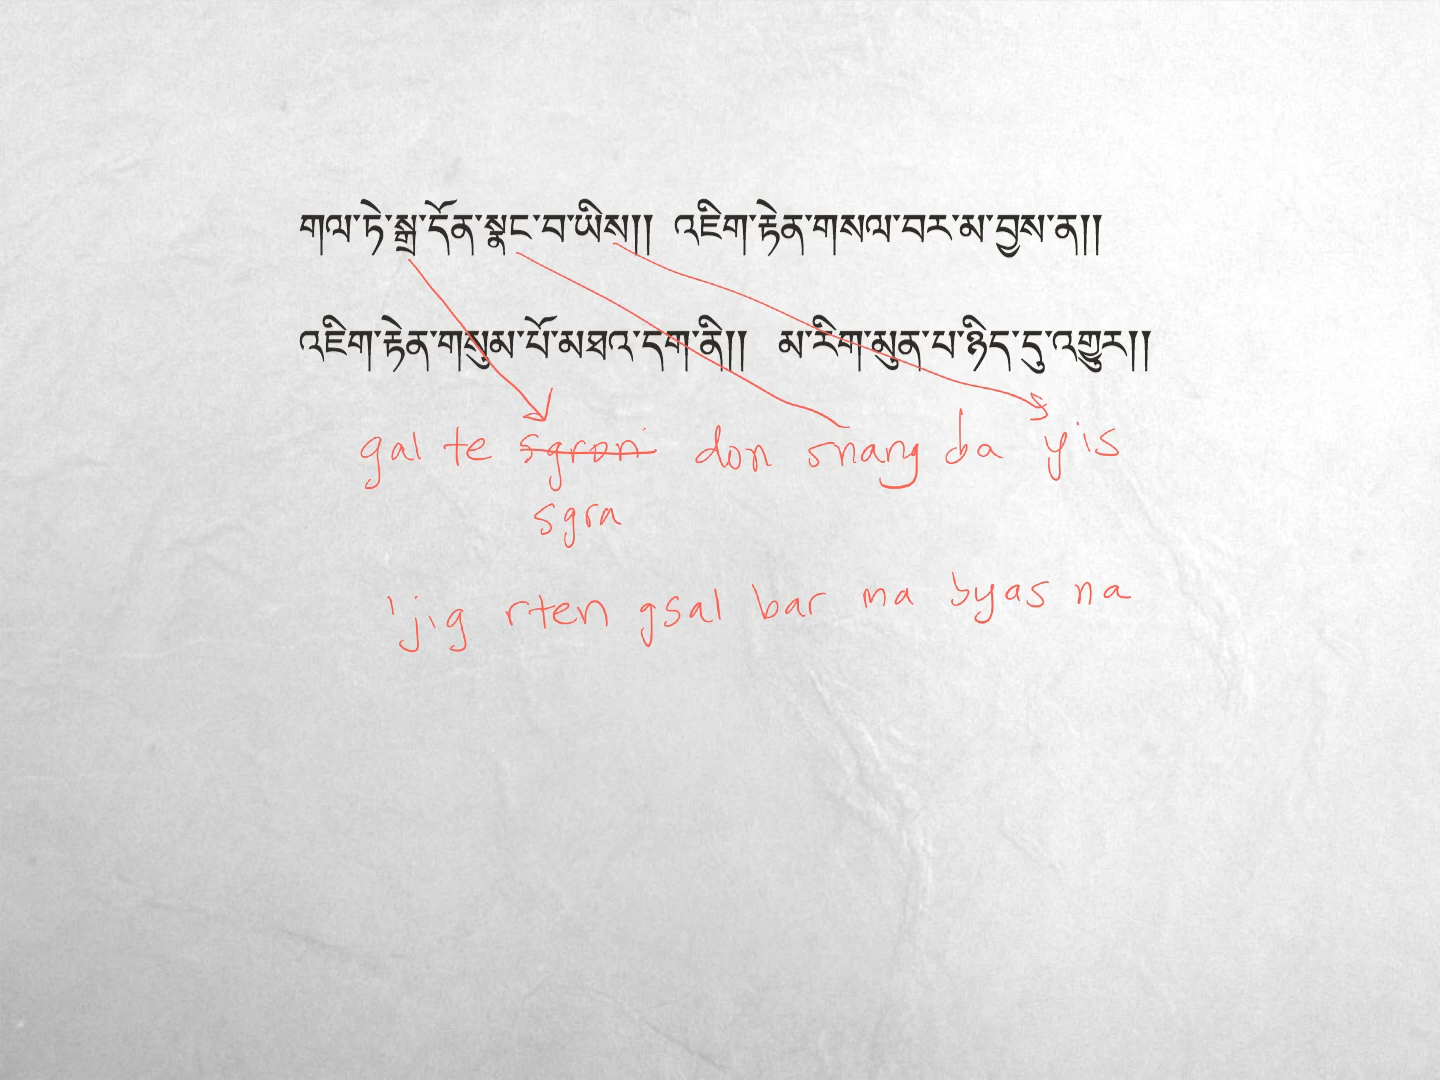 གལ་ཏེ་སྒྲ་དོན་སྣང་བ་ཡིས།། འཇིག་རྟེན་གསལ་བར་མ་བྱས་ན།།
འཇིག་རྟེན་གསུམ་པོ་མཐའ་དག་ནི།། མ་རིག་མུན་པ་ཉིད་དུ་འགྱུར།།
gal te sgron don snang ba yis
sgra
'jig rten gsal bar ma byas na